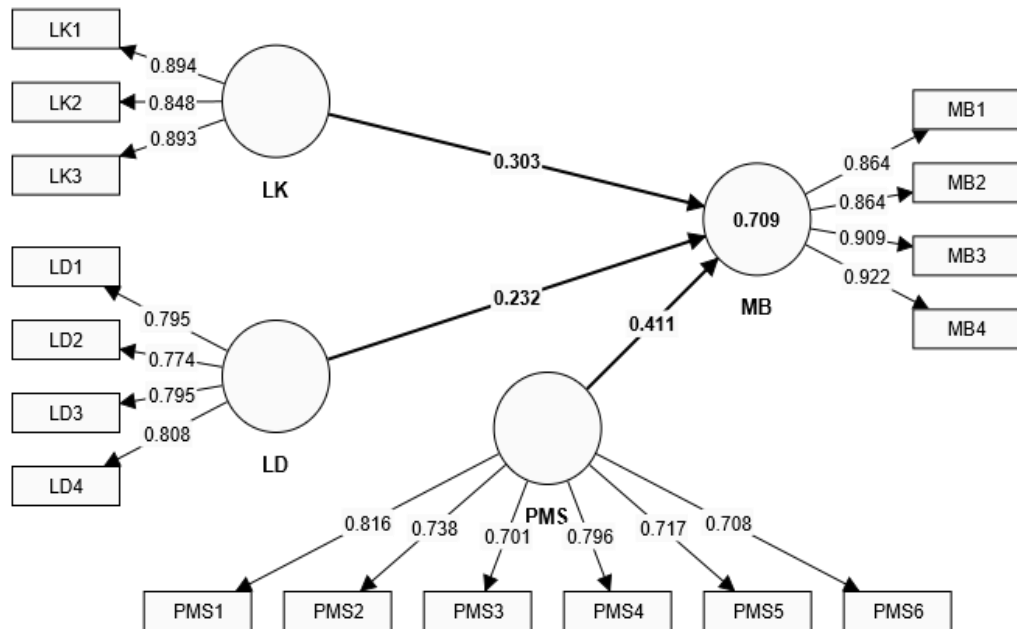 LK1
LK2
LK3
0.894
0.848
0.893
LK
0.303
LD1
LD2
LD3
LD4
0.795
0.774
0.795
0.808
LD
0.232
0.709
MB
0.411
0.864
0.864
0.909
0.922
MB1
MB2
MB3
MB4
PMS
0.816
0.738
0.701
0.796
0.717
0.708
PMS1
PMS2
PMS3
PMS4
PMS5
PMS6